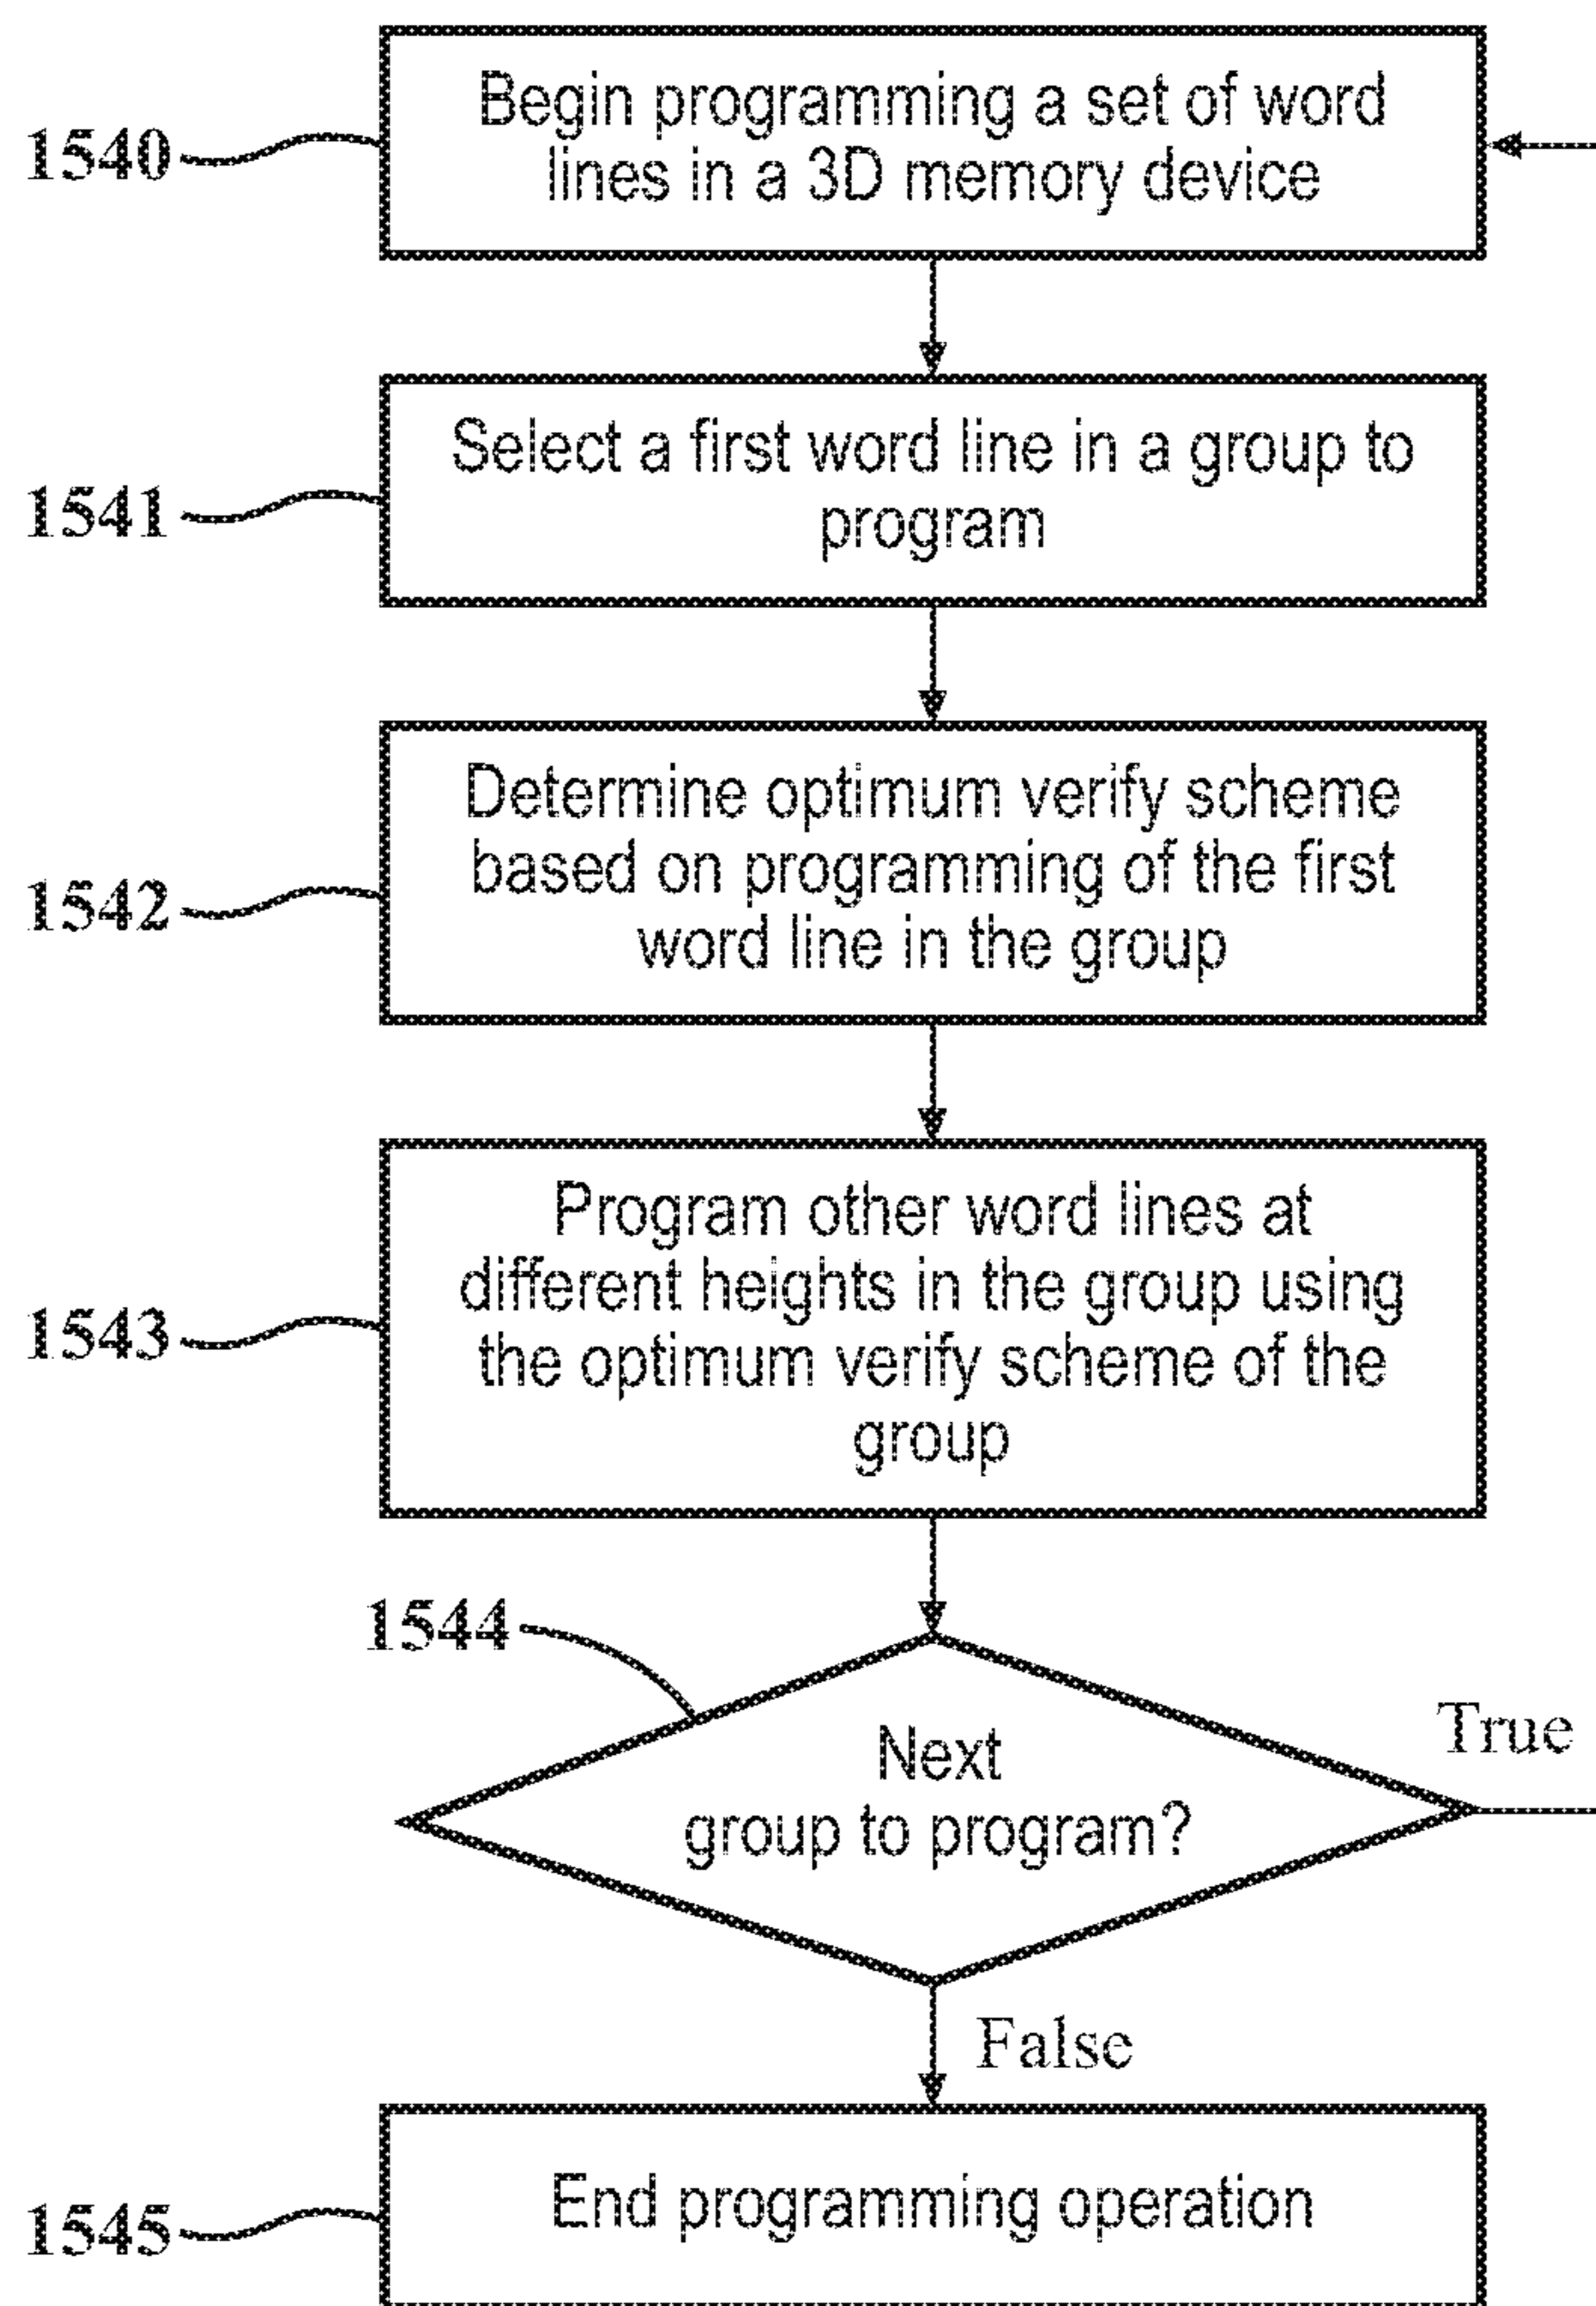 Begin programming a set of word
lines in a 3D memory device
1540
Select a first word line in a group to
program
1541
Determine optimum verify scheme
based on programming of the first
word line in the group
1542
Program other word lines at
different heights in the group using
the optimum verify scheme of the
group
1543
1544
Next
group to program?
True
False
End programming operation
1545